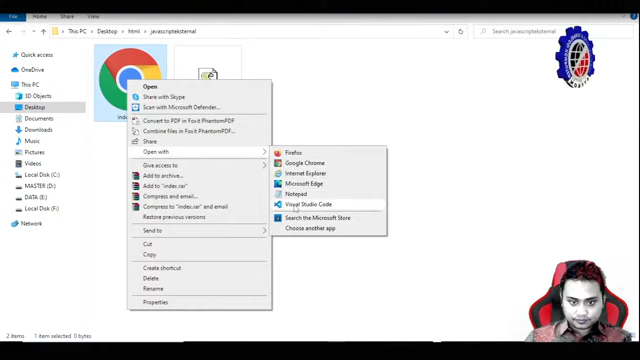 File
Home
Share
View
This PC
Desktop
html
javascripteksternal
Search javascripteksternal
Quick access
OneDrive
This PC
3D Objects
Desktop
Documents
Downloads
Music
Pictures
Videos
Local Disk (C:)
MASTER (D:)
DATA (E:)
Local Disk (F:)
Network
Open
Share with Skype
Scan with Microsoft Defender...
Convert to PDF in Foxit PhantomPDF
Combine files in Foxit PhantomPDF...
Share
Open with
Give access to
Add to archive...
Add to "index.rar"
Compress and email...
Compress to "index.rar" and email
Restore previous versions
Send to
Cut
Copy
Create shortcut
Delete
Rename
Properties
Firefox
Google Chrome
Internet Explorer
Microsoft Edge
Notepad
Visual Studio Code
Search the Microsoft Store
Choose another app
2 items
1 item selected
0 bytes